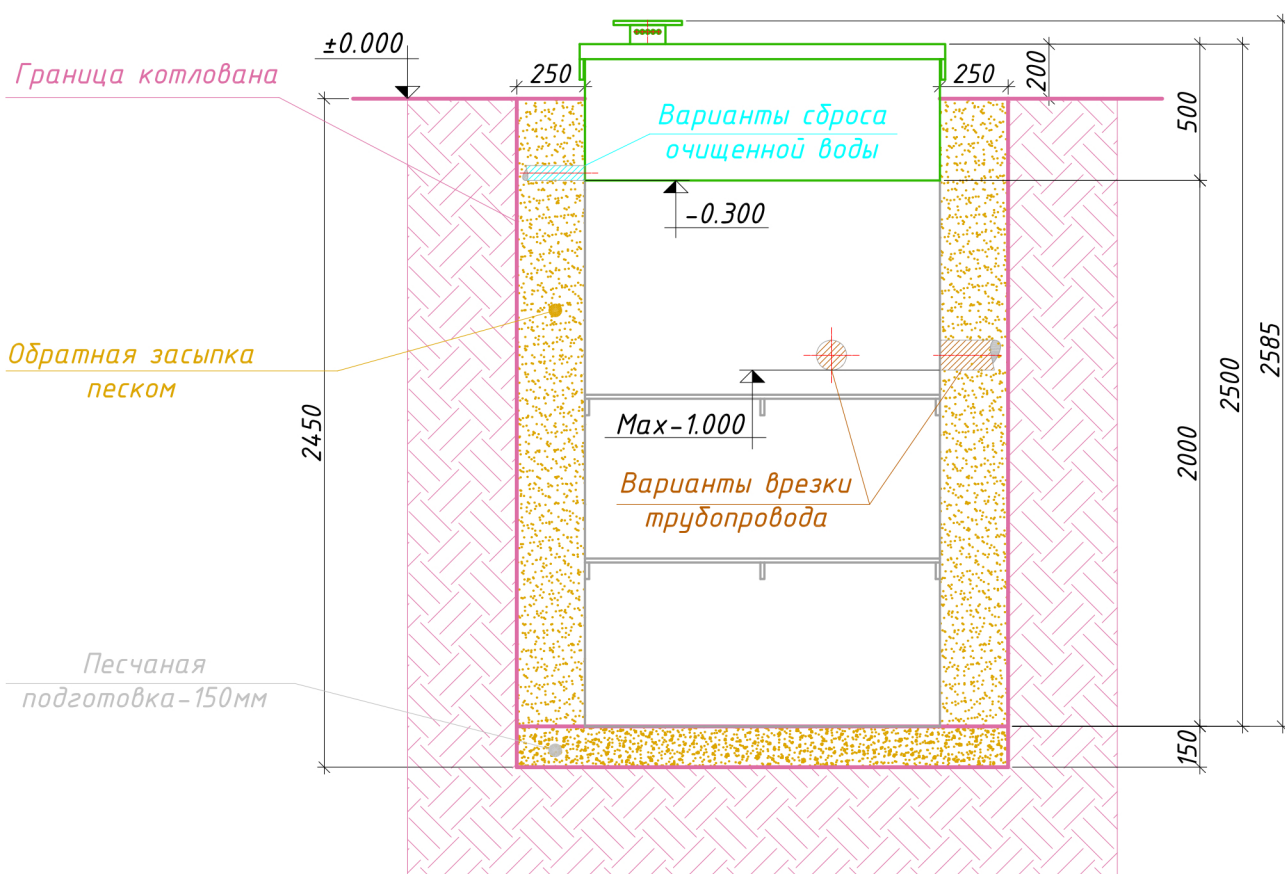 ±0.000
Граница котлована
250
250
200
500
Варианты сброса
очищенной воды
-0.300
Обратная засыпка
песком
2450
Max-1.000
2585
2500
2000
Варианты врезки
трубопровода
Песчаная
подготовка-150мм
150